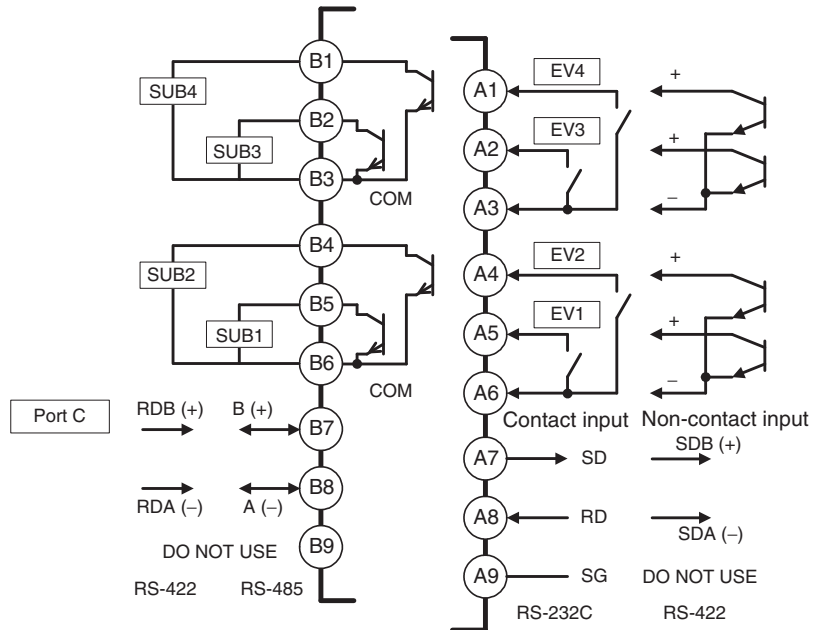 B1
SUB4
B2
SUB3
B3
COM
B4
SUB2
B5
SUB1
B6
COM
Port C
RDB (+) B (+)
B7
B8
RDA (−) A (−)
B9
DO NOT USE
RS-422 RS-485
A1
EV4
+
A2
EV3
+
A3
−
A4
EV2
+
A5
EV1
+
A6
−
Contact input Non-contact input
A7
SD
SDB (+)
A8
RD
SDA (−)
A9
SG
DO NOT USE
RS-232C RS-422